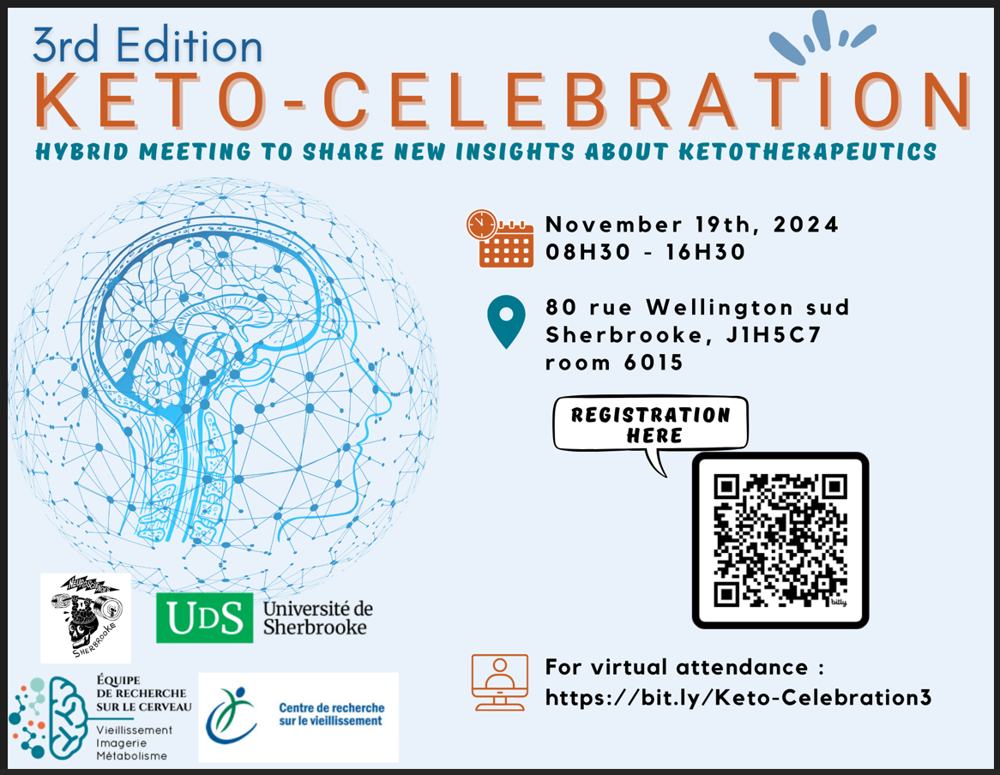 3rd Edition
KETO-CELEBRATION
HYBRID MEETING TO SHARE NEW INSIGHTS ABOUT KETOTHERAPEUTICS
November 19th, 2024
08H30 - 16H30
80 rue Wellington sud
Sherbrooke, J1H5C7
room 6015
REGISTRATION
HERE
bitly
For virtual attendance :
https://bit.ly/Keto-Celebration3
NEUROSCIENCES
SHERBROOKE
UDS
Université de
Sherbrooke
ÉQUIPE
DE RECHERCHE
SUR LE CERVEAU
Vieillissement
Imagerie
Métabolisme
Centre de recherche
sur le vieillissement